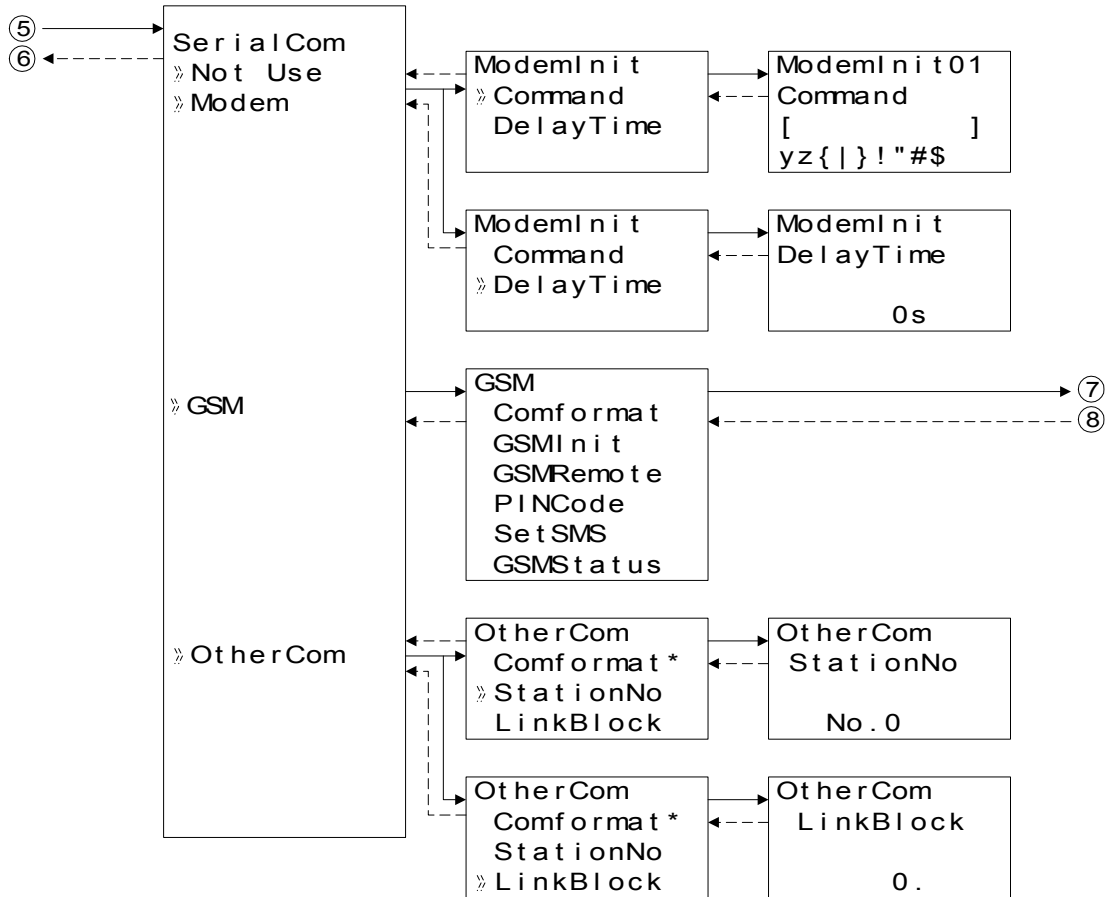 ⑤
⑥
SerialCom
»Not Use
»Modem
»GSM
»OtherCom
ModemInit
»Command
DelayTime
ModemInit01
Command
[ ]
yz{|}!"#$
ModemInit
Command
»DelayTime
ModemInit
DelayTime
0s
GSM
Comformat
GSMInit
GSMRemote
PINCode
SetSMS
GSMStatus
⑦
⑧
OtherCom
Comformat*
»StationNo
LinkBlock
OtherCom
StationNo
No.0
OtherCom
Comformat*
StationNo
»LinkBlock
OtherCom
LinkBlock
0.